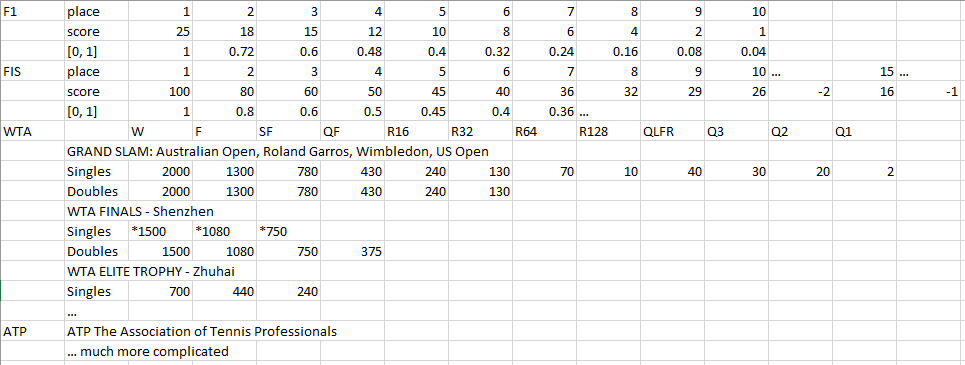 F1 place 1 2 3 4 5 6 7 8 9 10
score 25 18 15 12 10 8 6 4 2 1
[0, 1] 1 0.72 0.6 0.48 0.4 0.32 0.24 0.16 0.08 0.04
FIS place 1 2 3 4 5 6 7 8 9 10 ... 15 ...
score 100 80 60 50 45 40 36 32 29 26 -2 16 -1
[0, 1] 1 0.8 0.6 0.5 0.45 0.4 0.36 ...
WTA W F SF QF R16 R32 R64 R128 QLFR Q3 Q2 Q1
GRAND SLAM: Australian Open, Roland Garros, Wimbledon, US Open
Singles 2000 1300 780 430 240 130 70 10 40 30 20 2
Doubles 2000 1300 780 430 240 130
WTA FINALS - Shenzhen
Singles *1500 *1080 *750
Doubles 1500 1080 750 375
WTA ELITE TROPHY - Zhuhai
Singles 700 440 240
...
ATP ATP The Association of Tennis Professionals
... much more complicated